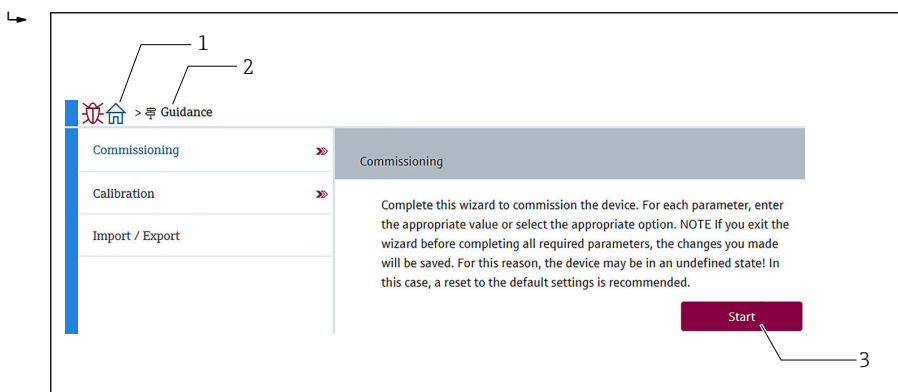 1
2
> Guidance
Commissioning
Calibration
Import / Export
Commissioning
Complete this wizard to commission the device. For each parameter, enter
the appropriate value or select the appropriate option. NOTE If you exit the
wizard before completing all required parameters, the changes you made
will be saved. For this reason, the device may be in an undefined state! In
this case, a reset to the default settings is recommended.
Start
3